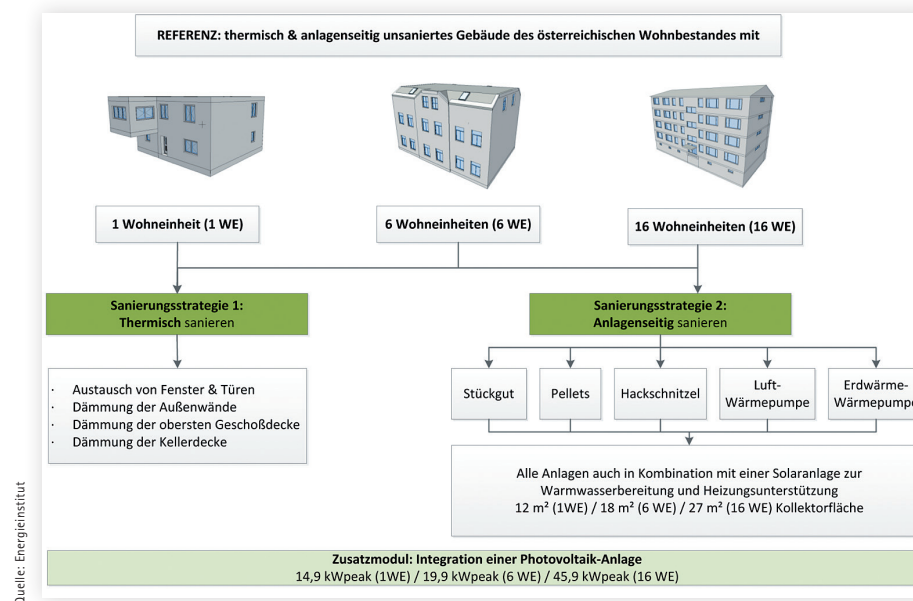 REFERENZ: thermisch & anlagenseitig unsaniertes Gebäude des österreichischen Wohnbestandes mit
1 Wohneinheit (1 WE)
6 Wohneinheiten (6 WE)
16 Wohneinheiten (16 WE)
Sanierungsstrategie 1:
Thermisch sanieren
· Austausch von Fenster & Türen
· Dämmung der Außenwände
· Dämmung der obersten Geschoßdecke
· Dämmung der Kellerdecke
Sanierungsstrategie 2:
Anlagenseitig sanieren
Stückgut
Pellets
Hackschnitzel
Luft-
Wärmepumpe
Erdwärme-
Wärmepumpe
Alle Anlagen auch in Kombination mit einer Solaranlage zur
Warmwasserbereitung und Heizungsunterstützung
12 m² (1WE) / 18 m² (6 WE) / 27 m² (16 WE) Kollektorfläche
Zusatzmodul: Integration einer Photovoltaik-Anlage
14,9 kWpeak (1WE) / 19,9 kWpeak (6 WE) / 45,9 kWpeak (16 WE)
Quelle: Energieinstitut